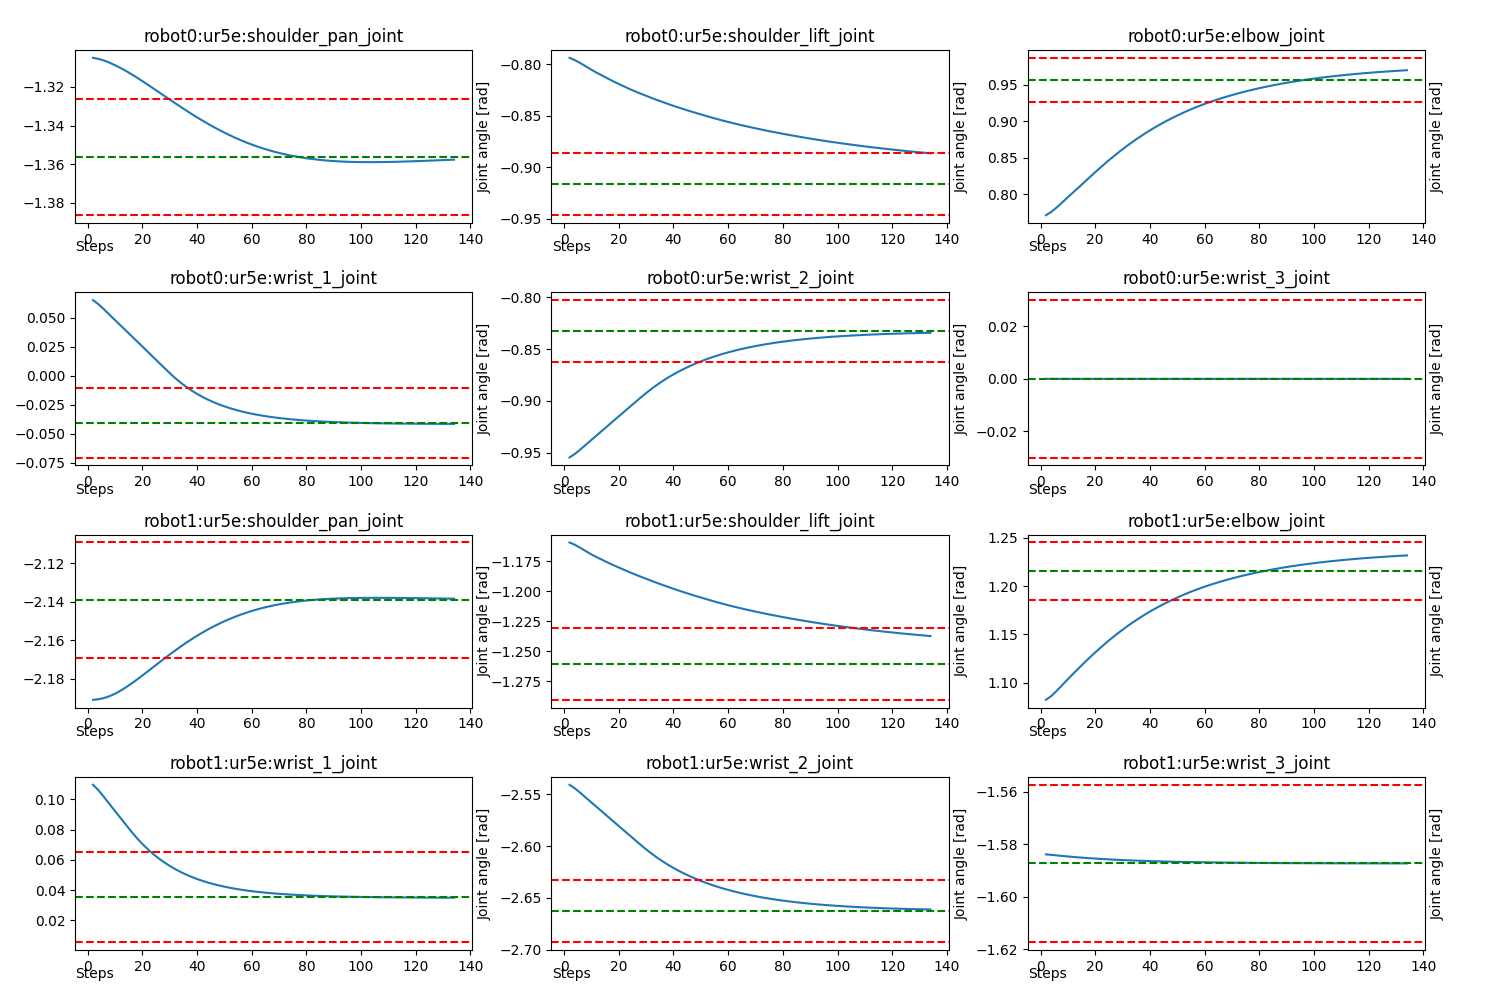 robot0:ur5e:shoulder_pan_joint robot0:ur5e:shoulder_lift_joint robot0:ur5e:elbow_joint
−1.32
−1.34
−1.36
−1.38
0 20 40 60 80 100 120 140
Steps
Joint angle [rad]
−0.80
−0.85
−0.90
−0.95
0 20 40 60 80 100 120 140
Steps
Joint angle [rad]
0.95
0.90
0.85
0.80
0 20 40 60 80 100 120 140
Steps
Joint angle [rad]
robot0:ur5e:wrist_1_joint robot0:ur5e:wrist_2_joint robot0:ur5e:wrist_3_joint
0.050
0.025
0.000
−0.025
−0.050
−0.075
0 20 40 60 80 100 120 140
Steps
Joint angle [rad]
−0.80
−0.85
−0.90
−0.95
0 20 40 60 80 100 120 140
Steps
Joint angle [rad]
0.02
0.00
−0.02
0 20 40 60 80 100 120 140
Steps
Joint angle [rad]
robot1:ur5e:shoulder_pan_joint robot1:ur5e:shoulder_lift_joint robot1:ur5e:elbow_joint
−2.12
−2.14
−2.16
−2.18
0 20 40 60 80 100 120 140
Steps
Joint angle [rad]
−1.175
−1.200
−1.225
−1.250
−1.275
0 20 40 60 80 100 120 140
Steps
Joint angle [rad]
1.25
1.20
1.15
1.10
0 20 40 60 80 100 120 140
Steps
Joint angle [rad]
robot1:ur5e:wrist_1_joint robot1:ur5e:wrist_2_joint robot1:ur5e:wrist_3_joint
0.10
0.08
0.06
0.04
0.02
0 20 40 60 80 100 120 140
Steps
Joint angle [rad]
−2.55
−2.60
−2.65
−2.70
0 20 40 60 80 100 120 140
Steps
Joint angle [rad]
−1.56
−1.58
−1.60
−1.62
0 20 40 60 80 100 120 140
Steps
Joint angle [rad]